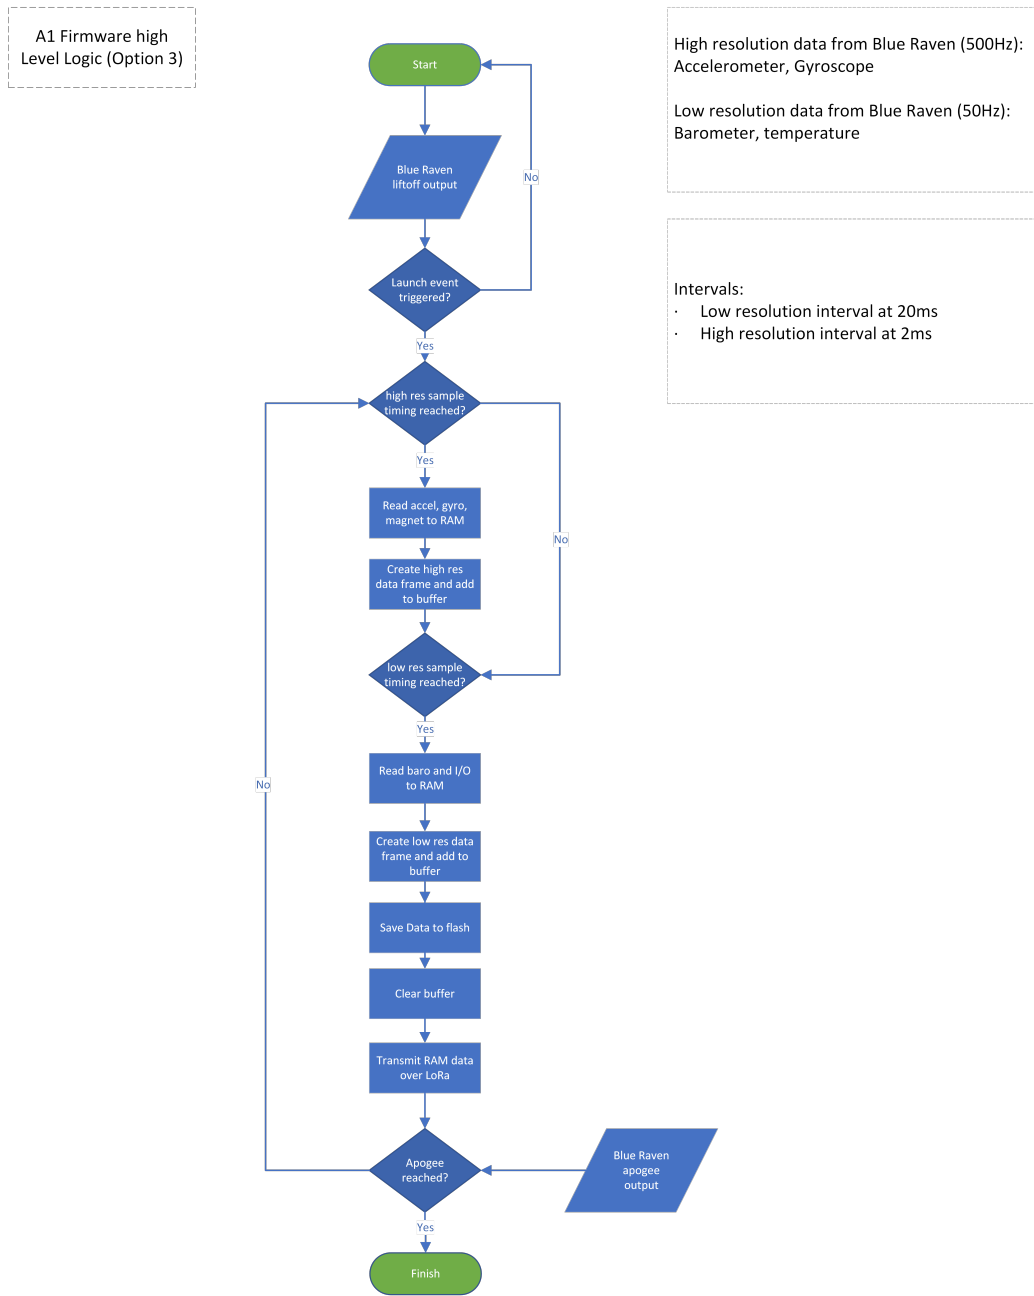 A1 Firmware high
Level Logic (Option 3)
High resolution data from Blue Raven (500Hz):
Accelerometer, Gyroscope
Low resolution data from Blue Raven (50Hz):
Barometer, temperature
Intervals:
· Low resolution interval at 20ms
· High resolution interval at 2ms
Start
Blue Raven
liftoff output
No
Launch event
triggered?
Yes
high res sample
timing reached?
Yes
Read accel, gyro,
magnet to RAM
No
Create high res
data frame and add
to buffer
low res sample
timing reached?
Yes
Read baro and I/O
to RAM
No
Create low res data
frame and add to
buffer
Save Data to flash
Clear buffer
Transmit RAM data
over LoRa
Apogee
reached?
Blue Raven
apogee
output
Yes
Finish